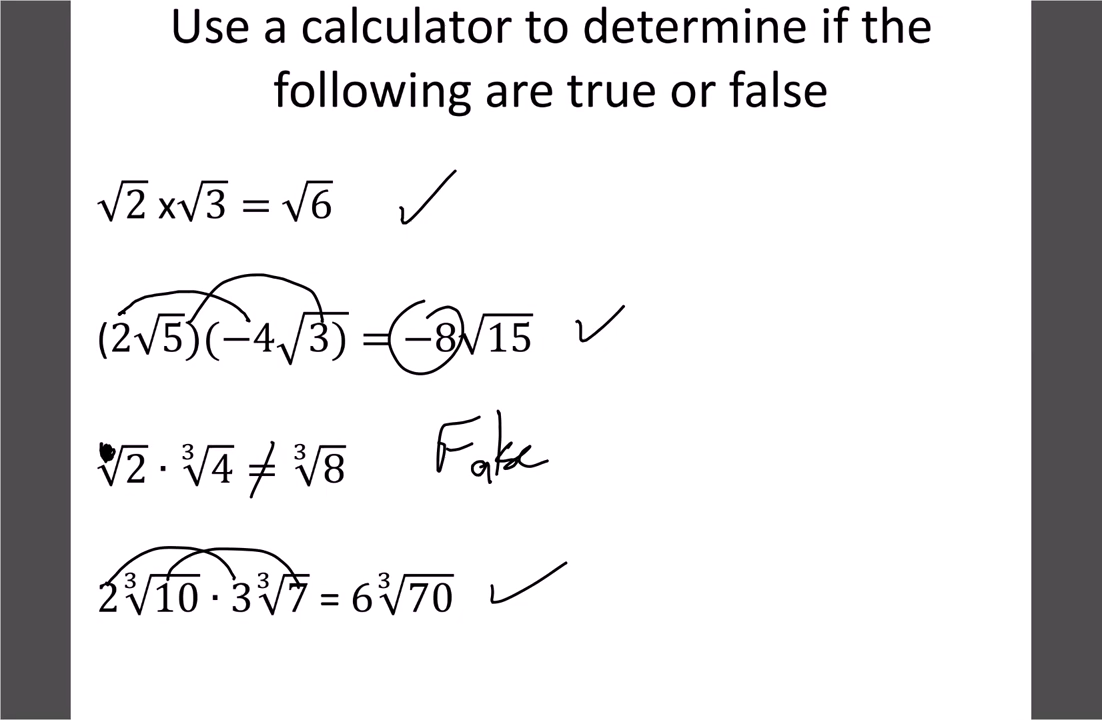 Use a calculator to determine if the
following are true or false
√2 x√3 = √6 ✓
(2√5)(−4√3) = −8√15 ✓
√2 · ∛4 ≠ ∛8 False
2∛10 · 3∛7 = 6∛70 ✓